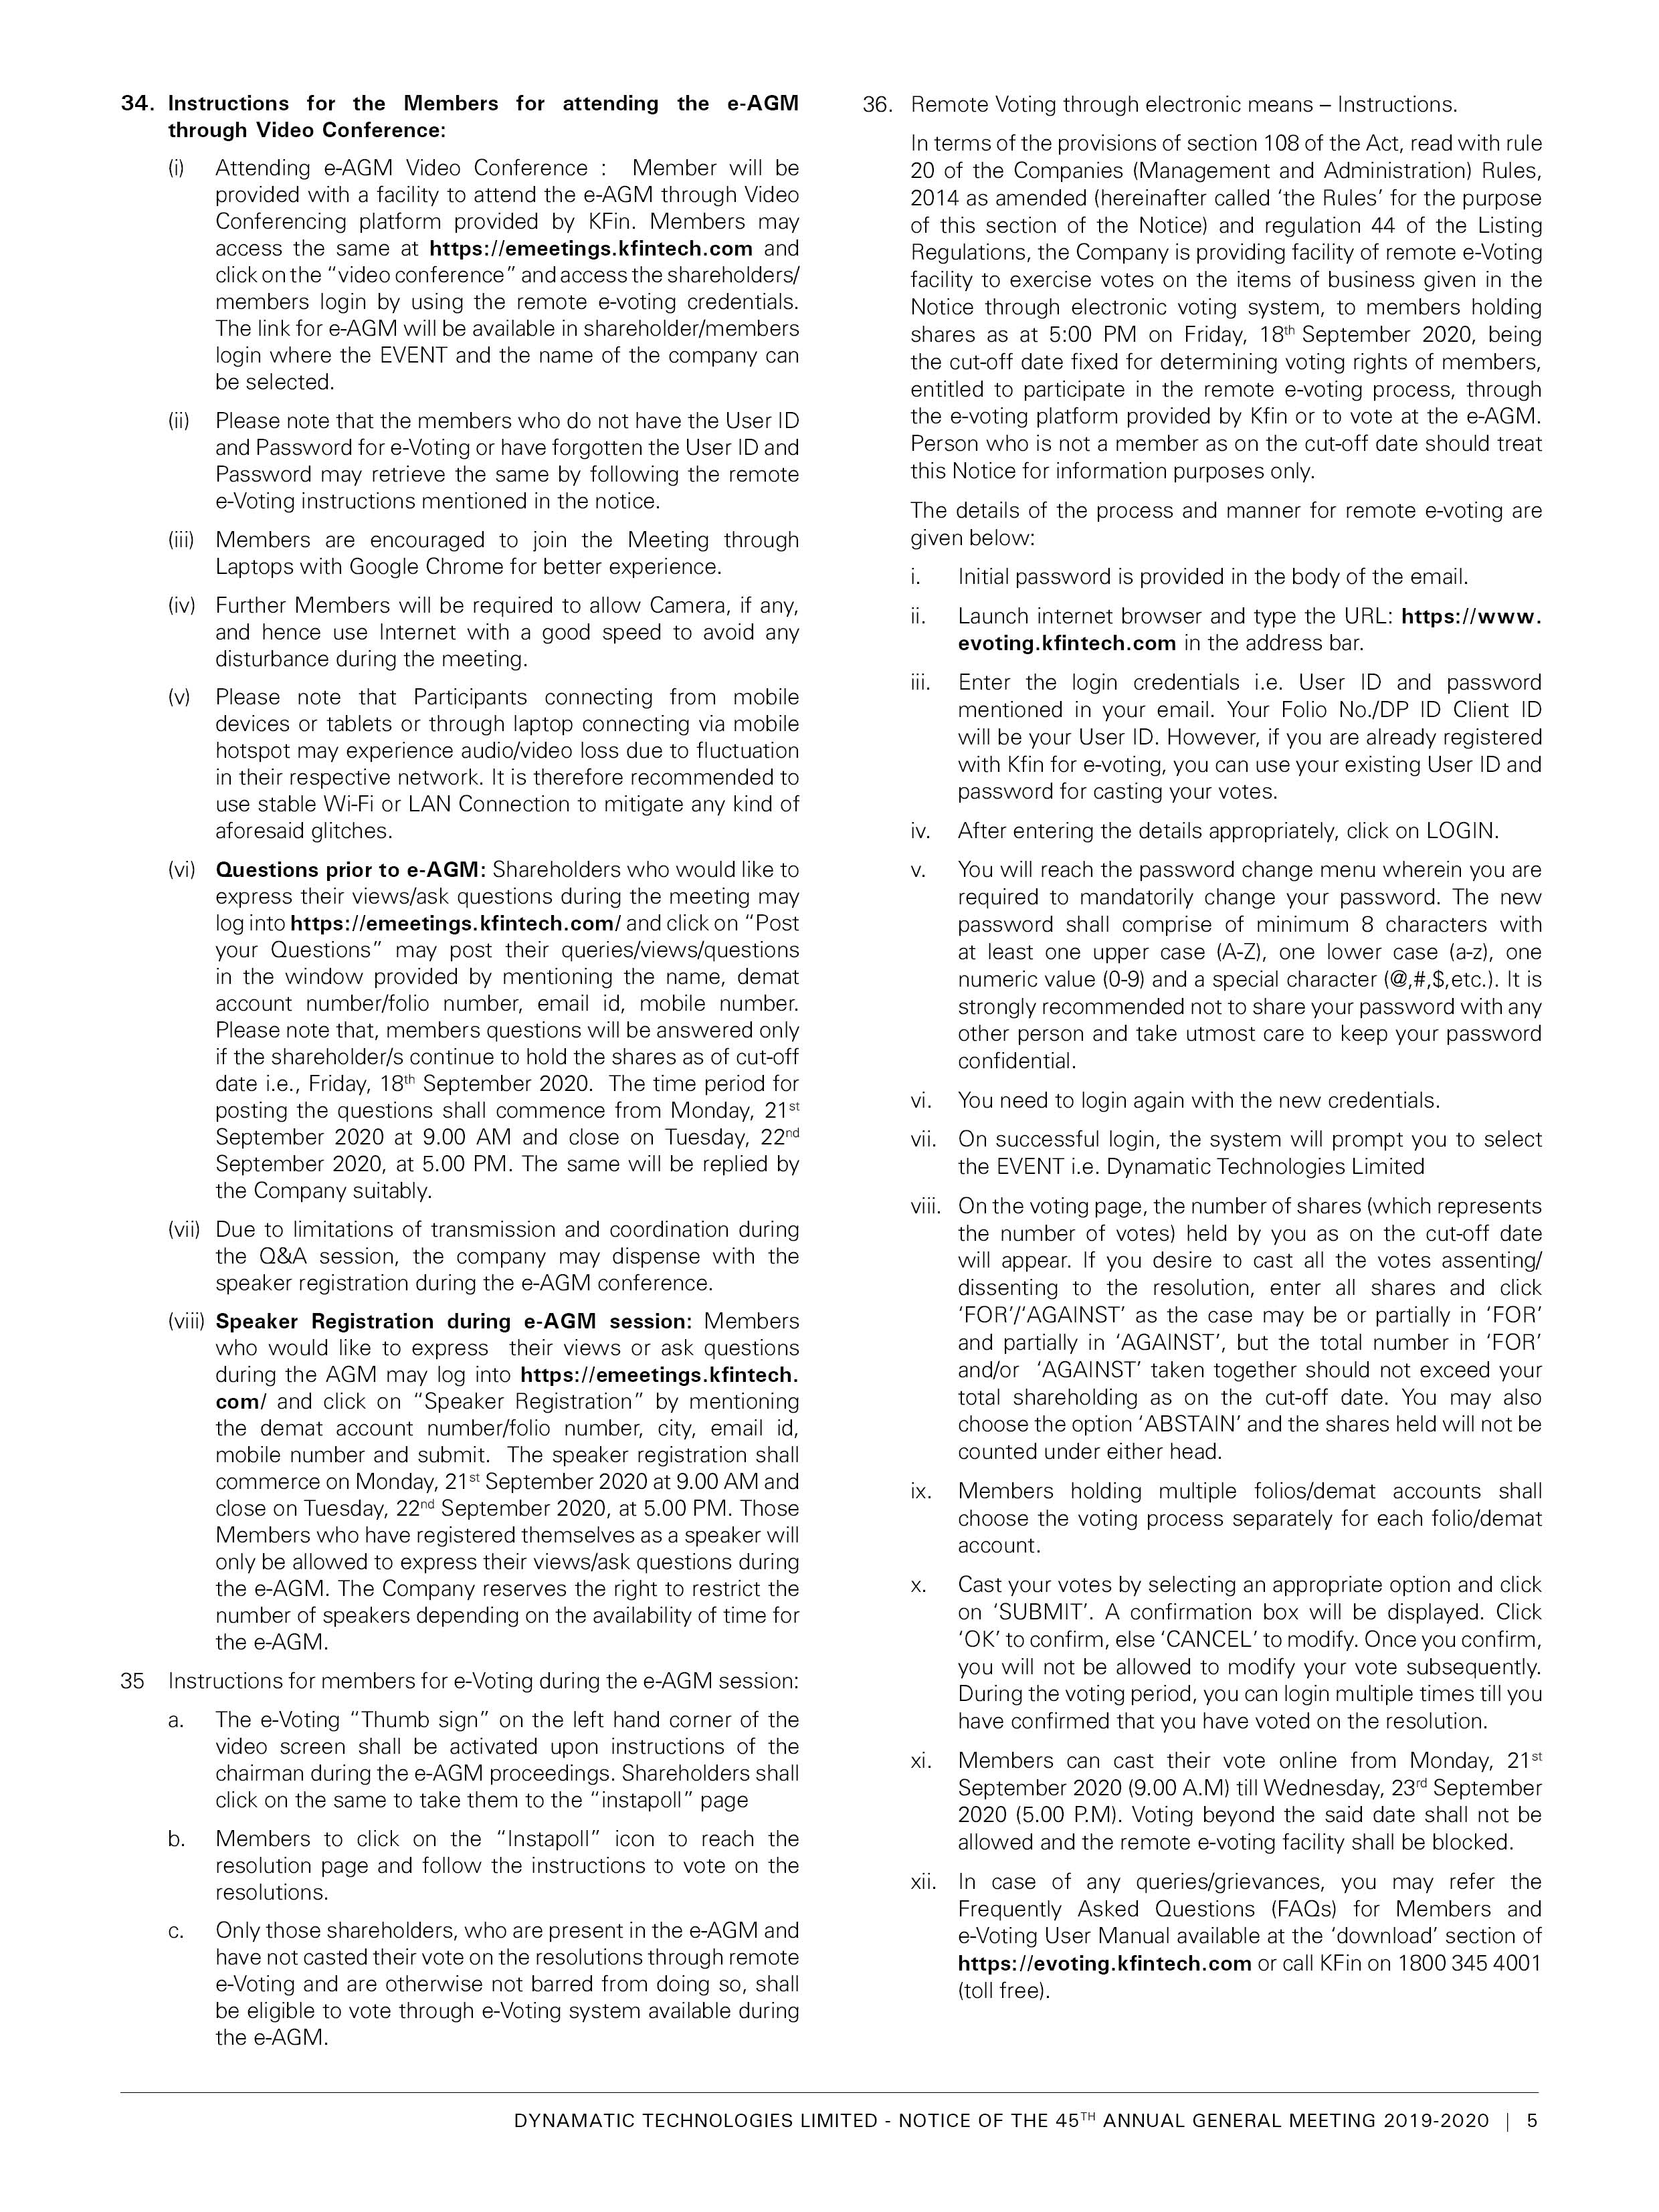 34. Instructions for the Members for attending the e-AGM
through Video Conference:
(i) Attending e-AGM Video Conference : Member will be
provided with a facility to attend the e-AGM through Video
Conferencing platform provided by KFin. Members may
access the same at https://emeetings.kfintech.com and
click on the “video conference” and access the shareholders/
members login by using the remote e-voting credentials.
The link for e-AGM will be available in shareholder/members
login where the EVENT and the name of the company can
be selected.
(ii) Please note that the members who do not have the User ID
and Password for e-Voting or have forgotten the User ID and
Password may retrieve the same by following the remote
e-Voting instructions mentioned in the notice.
(iii) Members are encouraged to join the Meeting through
Laptops with Google Chrome for better experience.
(iv) Further Members will be required to allow Camera, if any,
and hence use Internet with a good speed to avoid any
disturbance during the meeting.
(v) Please note that Participants connecting from mobile
devices or tablets or through laptop connecting via mobile
hotspot may experience audio/video loss due to fluctuation
in their respective network. It is therefore recommended to
use stable Wi-Fi or LAN Connection to mitigate any kind of
aforesaid glitches.
(vi) Questions prior to e-AGM: Shareholders who would like to
express their views/ask questions during the meeting may
log into https://emeetings.kfintech.com/ and click on “Post
your Questions” may post their queries/views/questions
in the window provided by mentioning the name, demat
account number/folio number, email id, mobile number.
Please note that, members questions will be answered only
if the shareholder/s continue to hold the shares as of cut-off
date i.e., Friday, 18th September 2020. The time period for
posting the questions shall commence from Monday, 21st
September 2020 at 9.00 AM and close on Tuesday, 22nd
September 2020, at 5.00 PM. The same will be replied by
the Company suitably.
(vii) Due to limitations of transmission and coordination during
the Q&A session, the company may dispense with the
speaker registration during the e-AGM conference.
(viii) Speaker Registration during e-AGM session: Members
who would like to express their views or ask questions
during the AGM may log into https://emeetings.kfintech.
com/ and click on “Speaker Registration” by mentioning
the demat account number/folio number, city, email id,
mobile number and submit. The speaker registration shall
commerce on Monday, 21st September 2020 at 9.00 AM and
close on Tuesday, 22nd September 2020, at 5.00 PM. Those
Members who have registered themselves as a speaker will
only be allowed to express their views/ask questions during
the e-AGM. The Company reserves the right to restrict the
number of speakers depending on the availability of time for
the e-AGM.
35 Instructions for members for e-Voting during the e-AGM session:
a. The e-Voting “Thumb sign” on the left hand corner of the
video screen shall be activated upon instructions of the
chairman during the e-AGM proceedings. Shareholders shall
click on the same to take them to the “instapoll” page
b. Members to click on the “Instapoll” icon to reach the
resolution page and follow the instructions to vote on the
resolutions.
c. Only those shareholders, who are present in the e-AGM and
have not casted their vote on the resolutions through remote
e-Voting and are otherwise not barred from doing so, shall
be eligible to vote through e-Voting system available during
the e-AGM.
36. Remote Voting through electronic means – Instructions.
In terms of the provisions of section 108 of the Act, read with rule
20 of the Companies (Management and Administration) Rules,
2014 as amended (hereinafter called ‘the Rules’ for the purpose
of this section of the Notice) and regulation 44 of the Listing
Regulations, the Company is providing facility of remote e-Voting
facility to exercise votes on the items of business given in the
Notice through electronic voting system, to members holding
shares as at 5:00 PM on Friday, 18th September 2020, being
the cut-off date fixed for determining voting rights of members,
entitled to participate in the remote e-voting process, through
the e-voting platform provided by Kfin or to vote at the e-AGM.
Person who is not a member as on the cut-off date should treat
this Notice for information purposes only.
The details of the process and manner for remote e-voting are
given below:
i. Initial password is provided in the body of the email.
ii. Launch internet browser and type the URL: https://www.
evoting.kfintech.com in the address bar.
iii. Enter the login credentials i.e. User ID and password
mentioned in your email. Your Folio No./DP ID Client ID
will be your User ID. However, if you are already registered
with Kfin for e-voting, you can use your existing User ID and
password for casting your votes.
iv. After entering the details appropriately, click on LOGIN.
v. You will reach the password change menu wherein you are
required to mandatorily change your password. The new
password shall comprise of minimum 8 characters with
at least one upper case (A-Z), one lower case (a-z), one
numeric value (0-9) and a special character (@,#,$,etc.). It is
strongly recommended not to share your password with any
other person and take utmost care to keep your password
confidential.
vi. You need to login again with the new credentials.
vii. On successful login, the system will prompt you to select
the EVENT i.e. Dynamatic Technologies Limited
viii. On the voting page, the number of shares (which represents
the number of votes) held by you as on the cut-off date
will appear. If you desire to cast all the votes assenting/
dissenting to the resolution, enter all shares and click
‘FOR’/‘AGAINST’ as the case may be or partially in ‘FOR’
and partially in ‘AGAINST’, but the total number in ‘FOR’
and/or ‘AGAINST’ taken together should not exceed your
total shareholding as on the cut-off date. You may also
choose the option ‘ABSTAIN’ and the shares held will not be
counted under either head.
ix. Members holding multiple folios/demat accounts shall
choose the voting process separately for each folio/demat
account.
x. Cast your votes by selecting an appropriate option and click
on ‘SUBMIT’. A confirmation box will be displayed. Click
‘OK’ to confirm, else ‘CANCEL’ to modify. Once you confirm,
you will not be allowed to modify your vote subsequently.
During the voting period, you can login multiple times till you
have confirmed that you have voted on the resolution.
xi. Members can cast their vote online from Monday, 21st
September 2020 (9.00 A.M) till Wednesday, 23rd September
2020 (5.00 P.M). Voting beyond the said date shall not be
allowed and the remote e-voting facility shall be blocked.
xii. In case of any queries/grievances, you may refer the
Frequently Asked Questions (FAQs) for Members and
e-Voting User Manual available at the ‘download’ section of
https://evoting.kfintech.com or call KFin on 1800 345 4001
(toll free).
DYNAMATIC TECHNOLOGIES LIMITED - NOTICE OF THE 45TH ANNUAL GENERAL MEETING 2019-2020 | 5